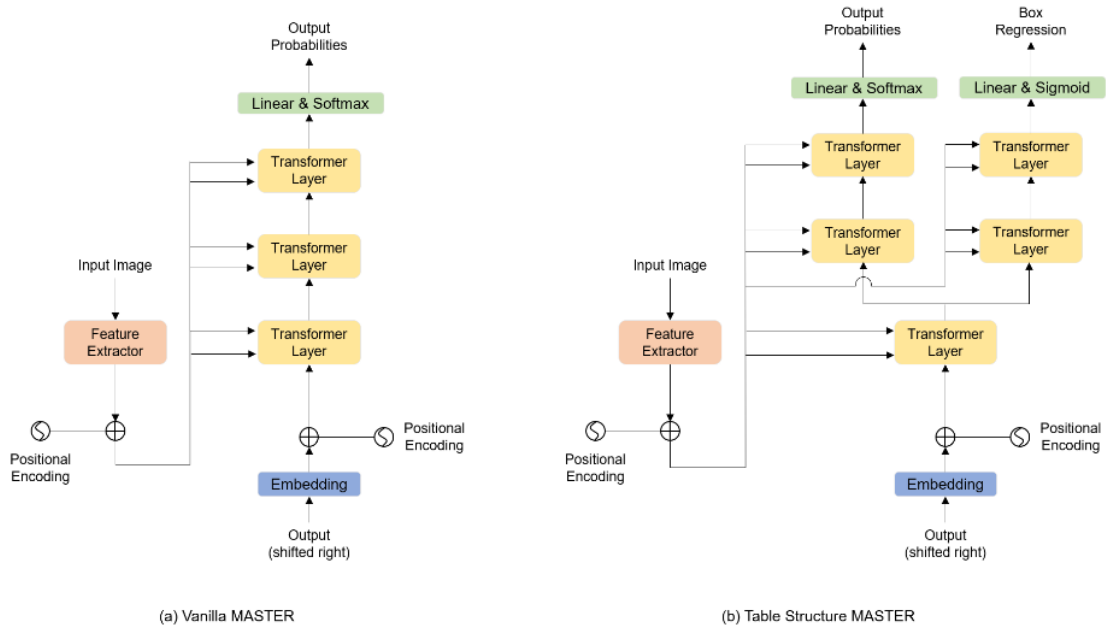 Output
Probabilities
Linear & Softmax
Transformer
Layer
Transformer
Layer
Input Image
Feature
Extractor
Transformer
Layer
Positional
Encoding
Positional
Encoding
Embedding
Output
(shifted right)
(a) Vanilla MASTER
Output
Probabilities
Box
Regression
Linear & Softmax
Linear & Sigmoid
Transformer
Layer
Transformer
Layer
Transformer
Layer
Transformer
Layer
Input Image
Feature
Extractor
Transformer
Layer
Positional
Encoding
Positional
Encoding
Embedding
Output
(shifted right)
(b) Table Structure MASTER